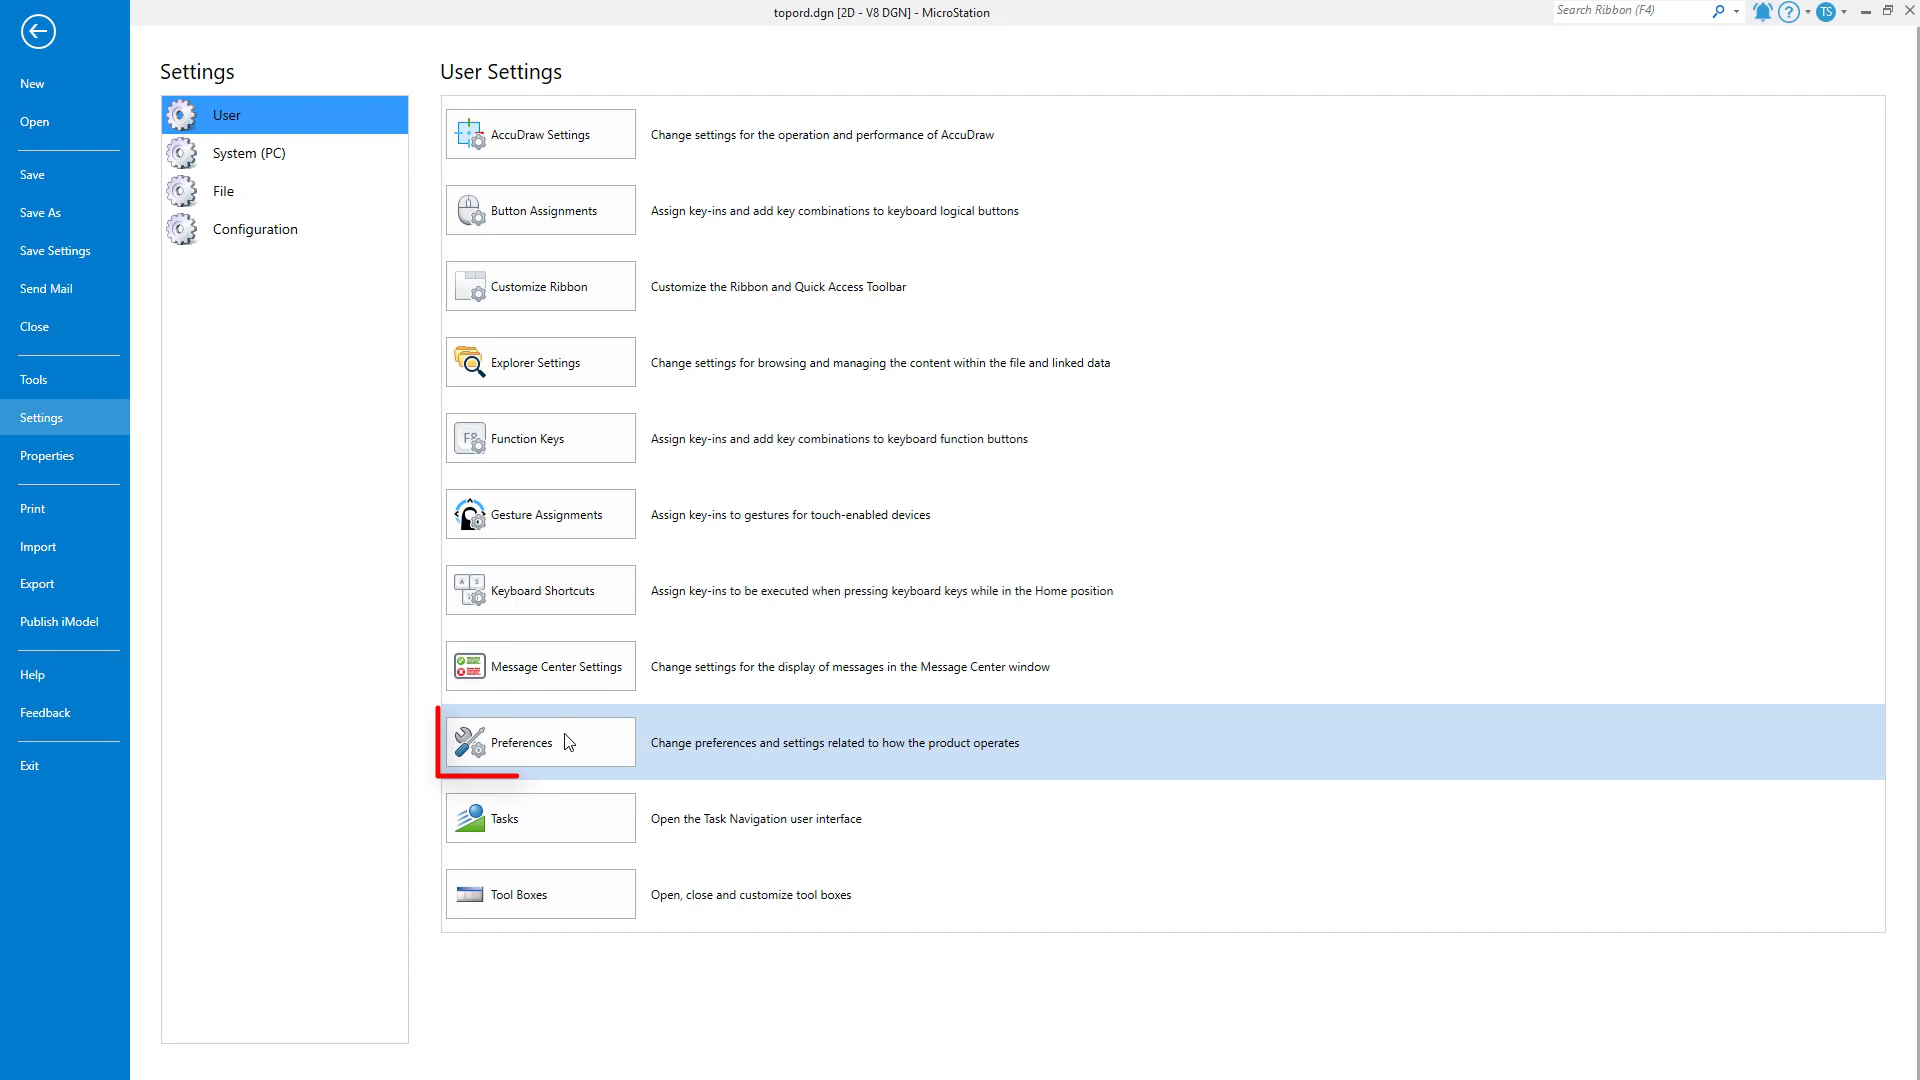 topord.dgn [2D - V8 DGN] - MicroStation
Search Ribbon (F4)
?
TS
New
Open
Save
Save As
Save Settings
Send Mail
Close
Tools
Settings
Properties
Print
Import
Export
Publish iModel
Help
Feedback
Exit
Settings
User
System (PC)
File
Configuration
User Settings
AccuDraw Settings
Change settings for the operation and performance of AccuDraw
Button Assignments
Assign key-ins and add key combinations to keyboard logical buttons
Customize Ribbon
Customize the Ribbon and Quick Access Toolbar
Explorer Settings
Change settings for browsing and managing the content within the file and linked data
F8
Function Keys
Assign key-ins and add key combinations to keyboard function buttons
Gesture Assignments
Assign key-ins to gestures for touch-enabled devices
A S
Keyboard Shortcuts
Assign key-ins to be executed when pressing keyboard keys while in the Home position
Message Center Settings
Change settings for the display of messages in the Message Center window
Preferences
Change preferences and settings related to how the product operates
Tasks
Open the Task Navigation user interface
Tool Boxes
Open, close and customize tool boxes